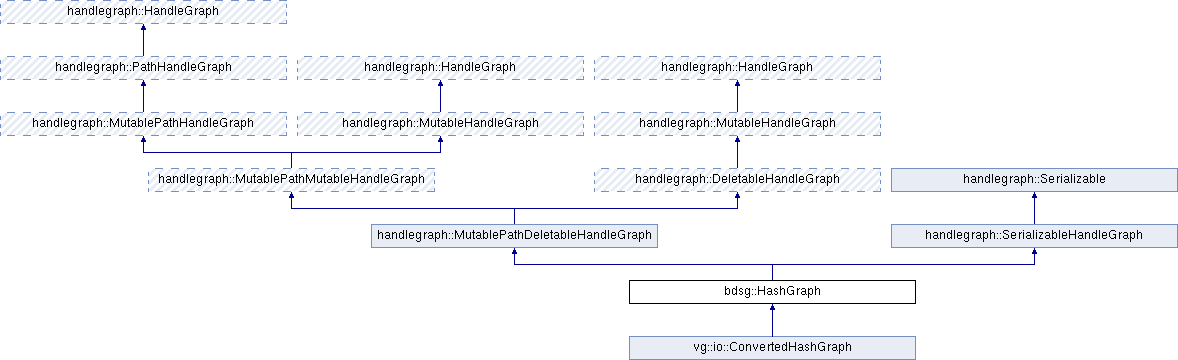 handlegraph::HandleGraph
handlegraph::PathHandleGraph
handlegraph::HandleGraph
handlegraph::HandleGraph
handlegraph::MutablePathHandleGraph
handlegraph::MutableHandleGraph
handlegraph::MutableHandleGraph
handlegraph::MutablePathMutableHandleGraph
handlegraph::DeletableHandleGraph
handlegraph::Serializable
handlegraph::MutablePathDeletableHandleGraph
handlegraph::SerializableHandleGraph
bdsg::HashGraph
vg::io::ConvertedHashGraph